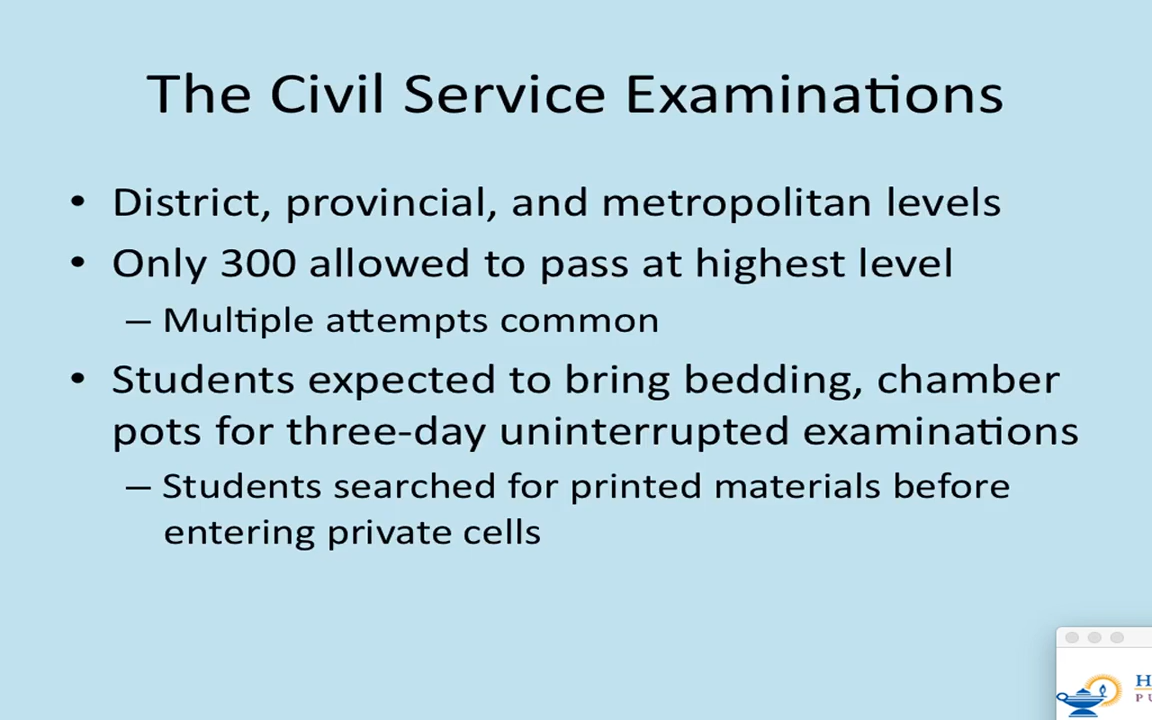 The Civil Service Examinations
• District, provincial, and metropolitan levels
• Only 300 allowed to pass at highest level
– Multiple attempts common
• Students expected to bring bedding, chamber
pots for three-day uninterrupted examinations
– Students searched for printed materials before
entering private cells